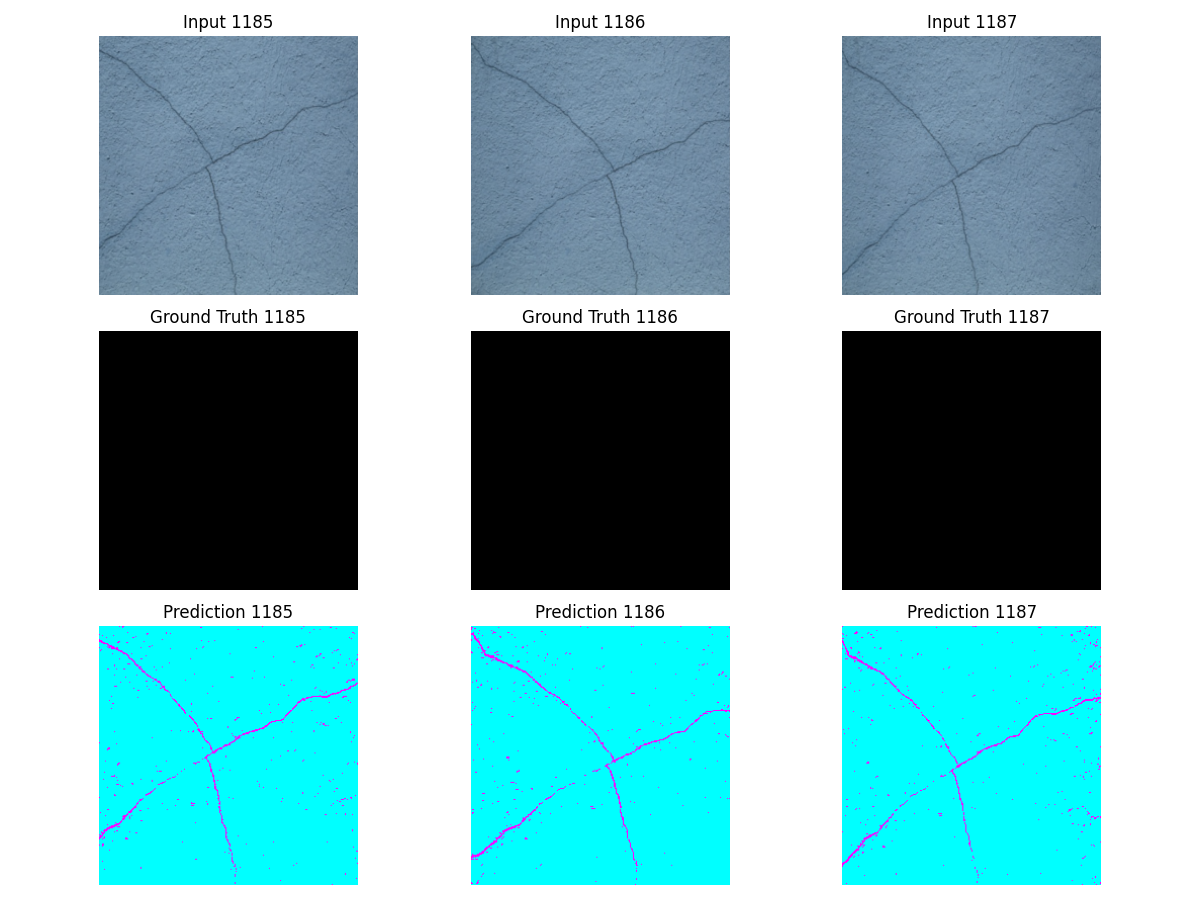 Input 1185
Input 1186
Input 1187
Ground Truth 1185
Ground Truth 1186
Ground Truth 1187
Prediction 1185
Prediction 1186
Prediction 1187